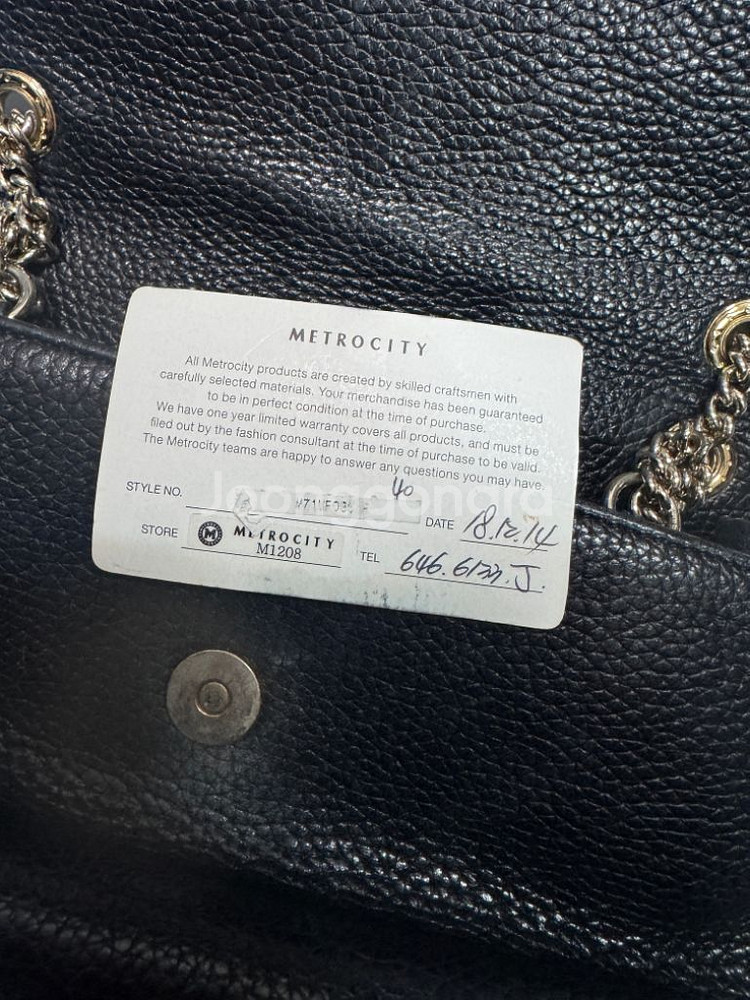 METROCITY
All Metrocity products are created by skilled craftsmen with
carefully selected materials. Your merchandise has been guaranteed
to be in perfect condition at the time of purchase.
We have one year limited warranty covers all products, and must be
filled out by the fashion consultant at the time of purchase to be valid.
The Metrocity teams are happy to answer any questions you may have.
STYLE NO. 40 DATE 18.12.14
STORE M METROCITY
M1208 TEL 646.6133.J.
Joonggonara